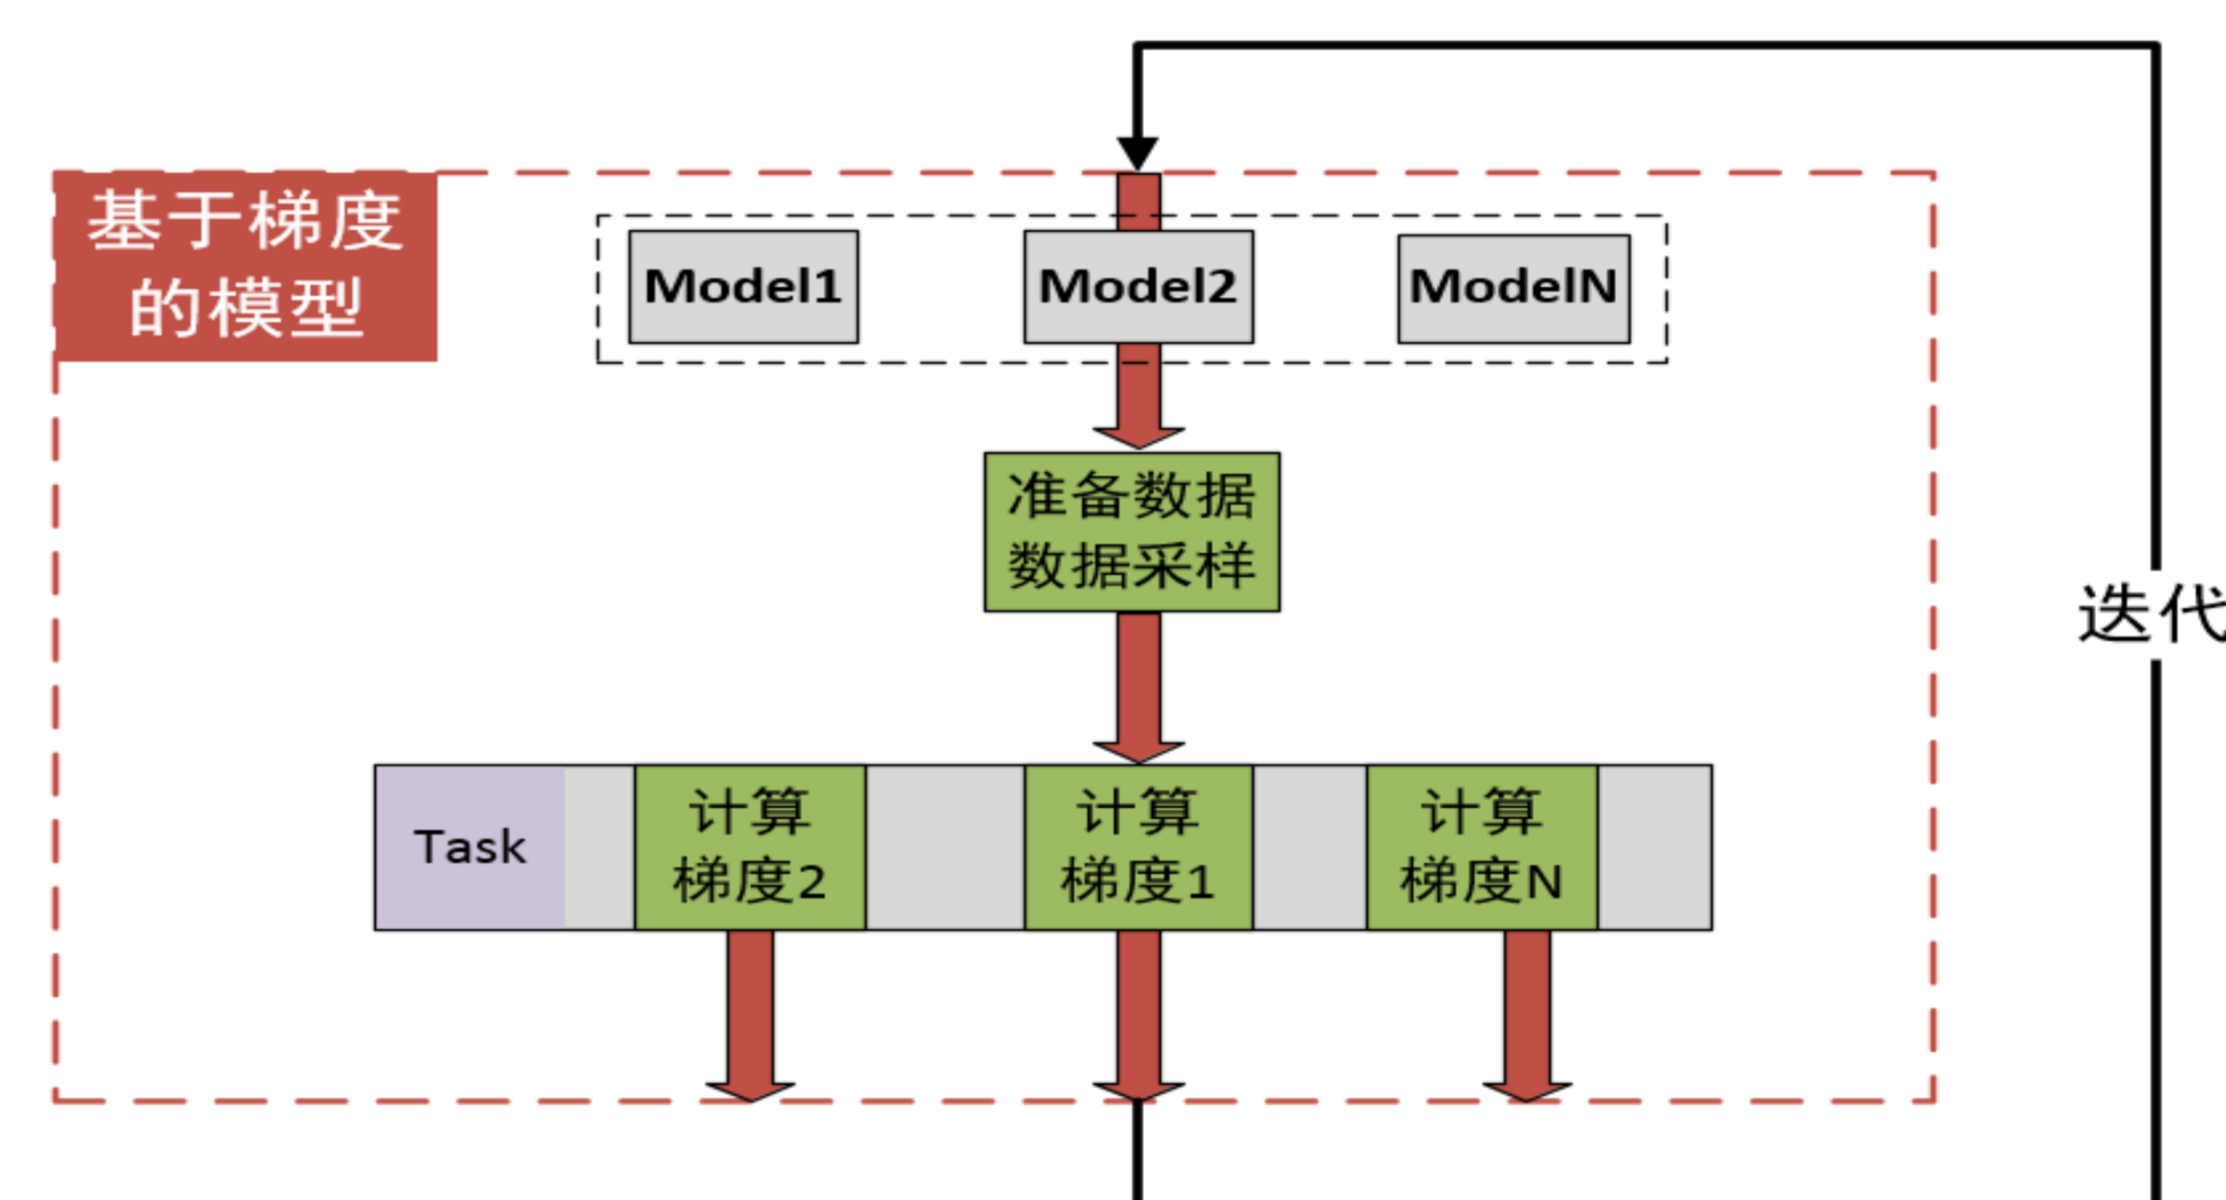 基于梯度
的模型
Model1
Model2
ModelN
准备数据
数据采样
迭代
Task
计算
梯度2
计算
梯度1
计算
梯度N